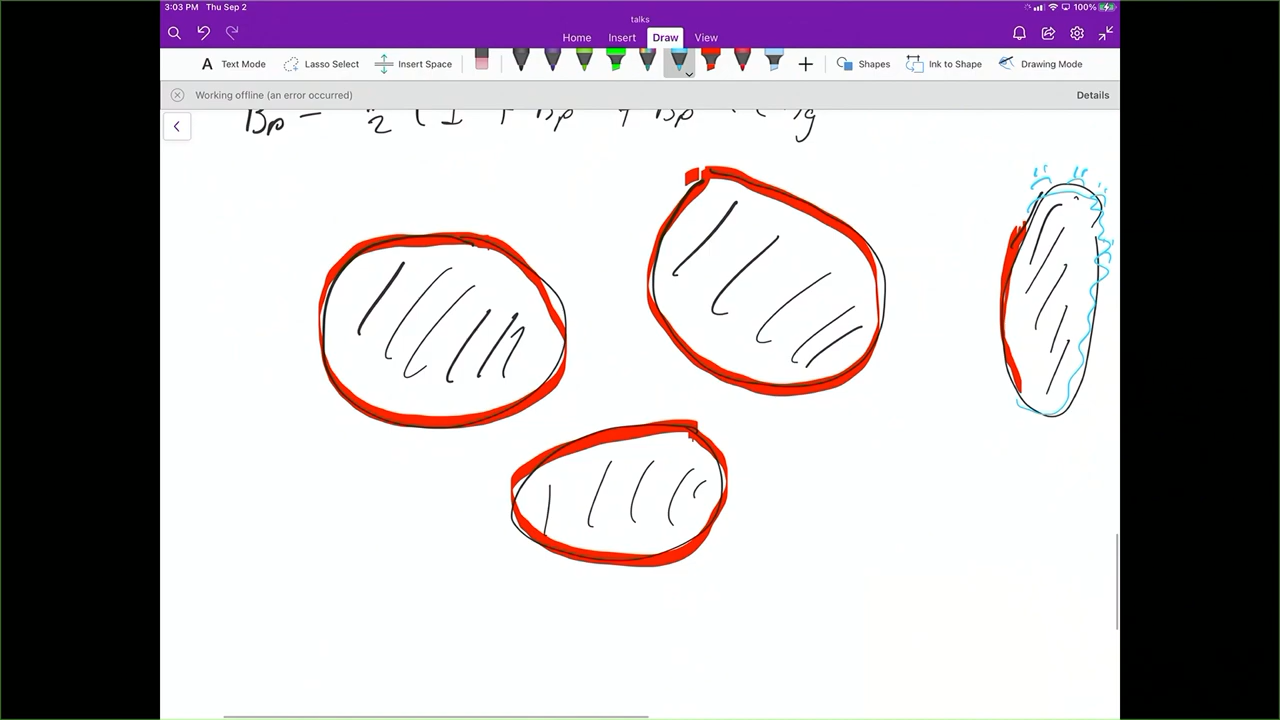 3:03 PM Thu Sep 2
100%
talks
Home Insert Draw View
Text Mode Lasso Select Insert Space Shapes Ink to Shape Drawing Mode
Working offline (an error occurred) Details